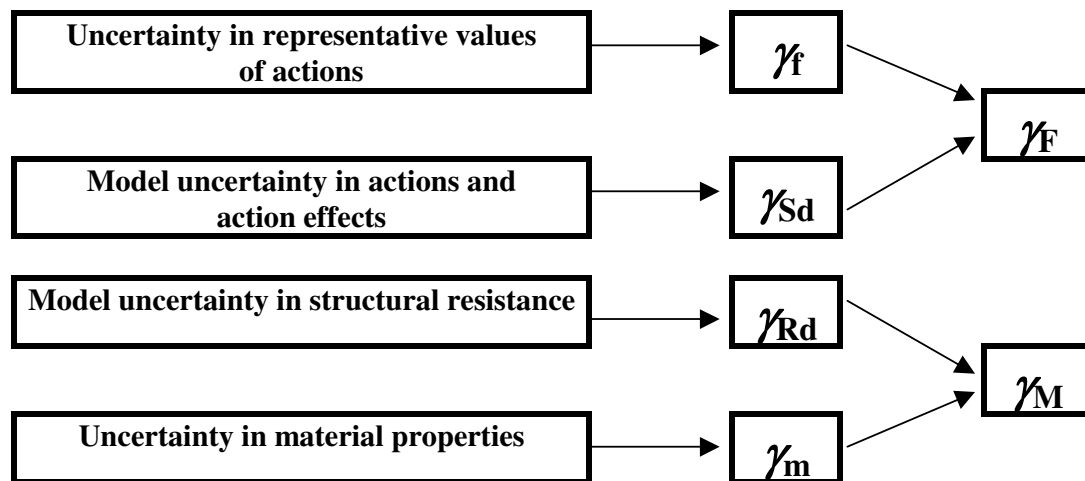 Uncertainty in representative values
of actions
γf
γF
Model uncertainty in actions and
action effects
γSd
Model uncertainty in structural resistance
γRd
γM
Uncertainty in material properties
γm